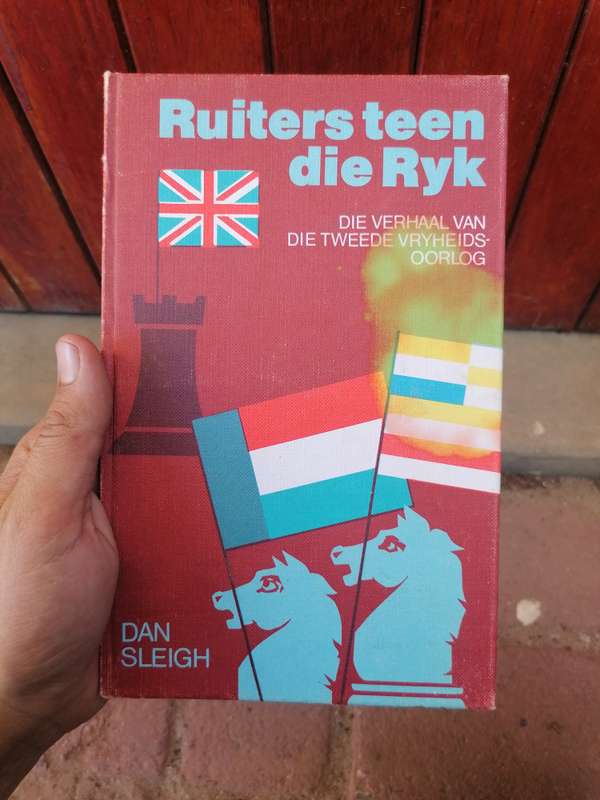 Ruiters teen
die Ryk
DIE VERHAAL VAN
DIE TWEEDE VRYHEIDS-
OORLOG
DAN
SLEIGH